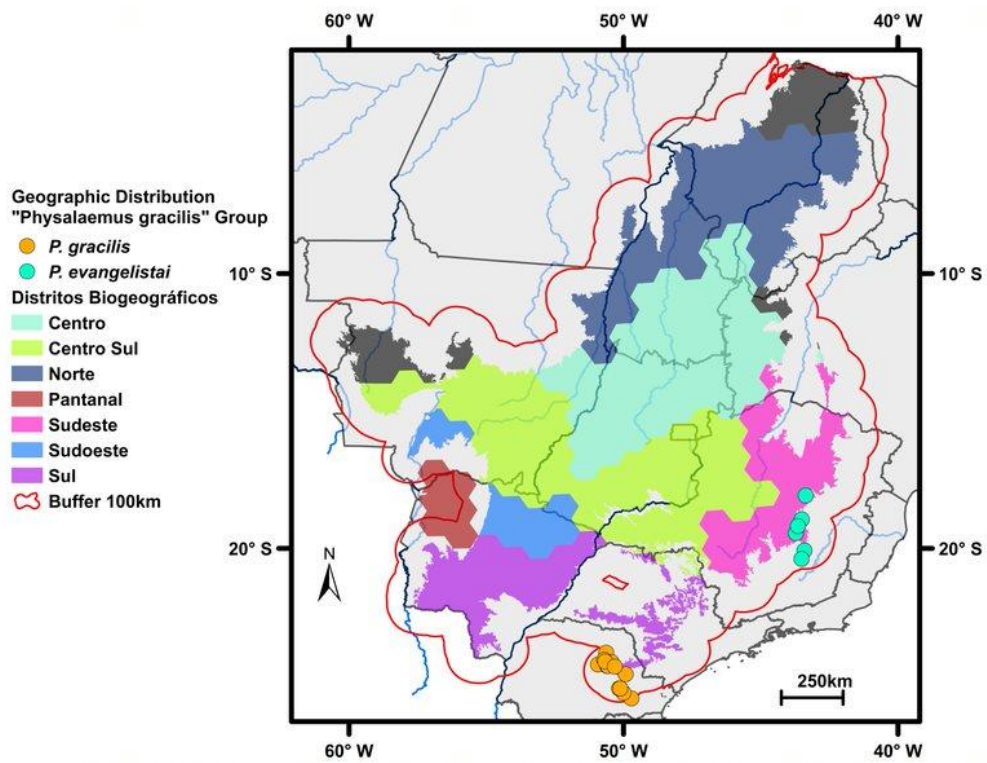 60° W 50° W 40° W
Geographic Distribution
"Physalaemus gracilis" Group
P. gracilis
P. evangelistai
Distritos Biogeográficos
Centro
Centro Sul
Norte
Pantanal
Sudeste
Sudoeste
Sul
Buffer 100km
10° S 10° S
20° S 20° S
N
250km
60° W 50° W 40° W